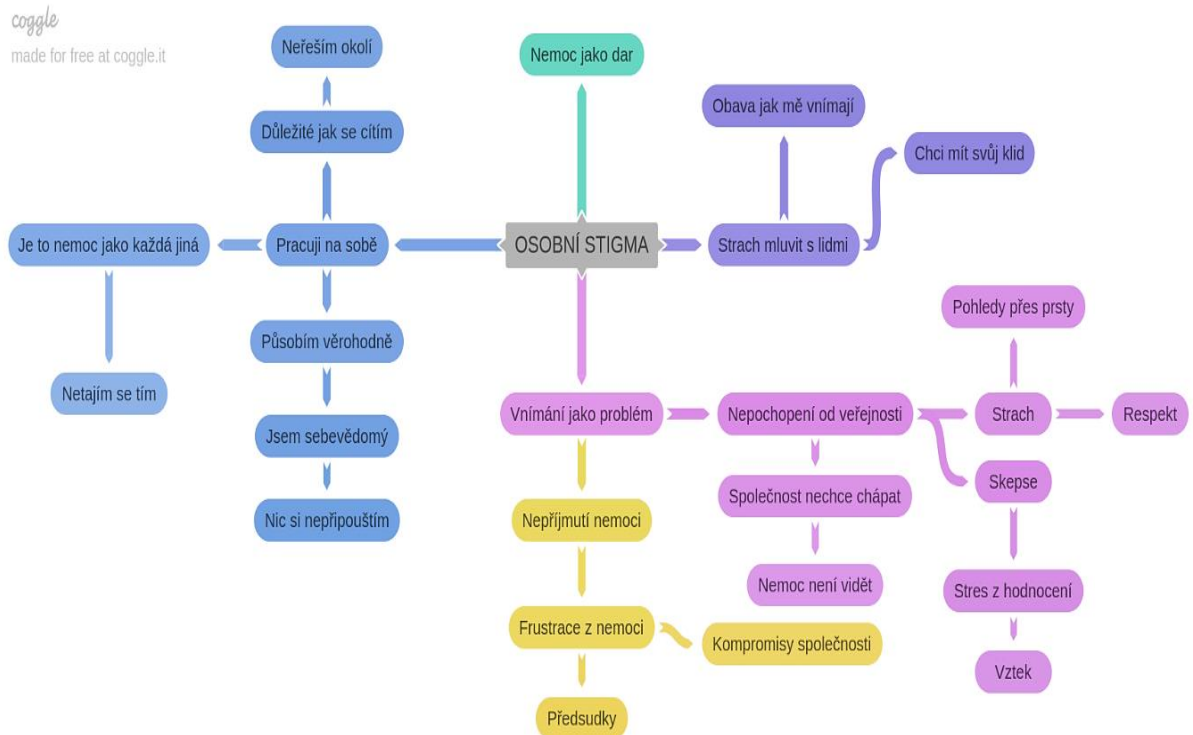 coggle
made for free at coggle.it
Neřeším okolí
Nemoc jako dar
Důležité jak se cítím
Obava jak mě vnímají
Chci mít svůj klid
Je to nemoc jako každá jiná
Pracuji na sobě
OSOBNÍ STIGMA
Strach mluvit s lidmi
Pohledy přes prsty
Působím věrohodně
Netajím se tím
Vnímání jako problém
Nepochopení od veřejnosti
Strach
Respekt
Jsem sebevědomý
Skepse
Společnost nechce chápat
Nic si nepřipouštím
Nepříjmutí nemoci
Nemoc není vidět
Stres z hodnocení
Frustrace z nemoci
Kompromisy společnosti
Vztek
Předsudky